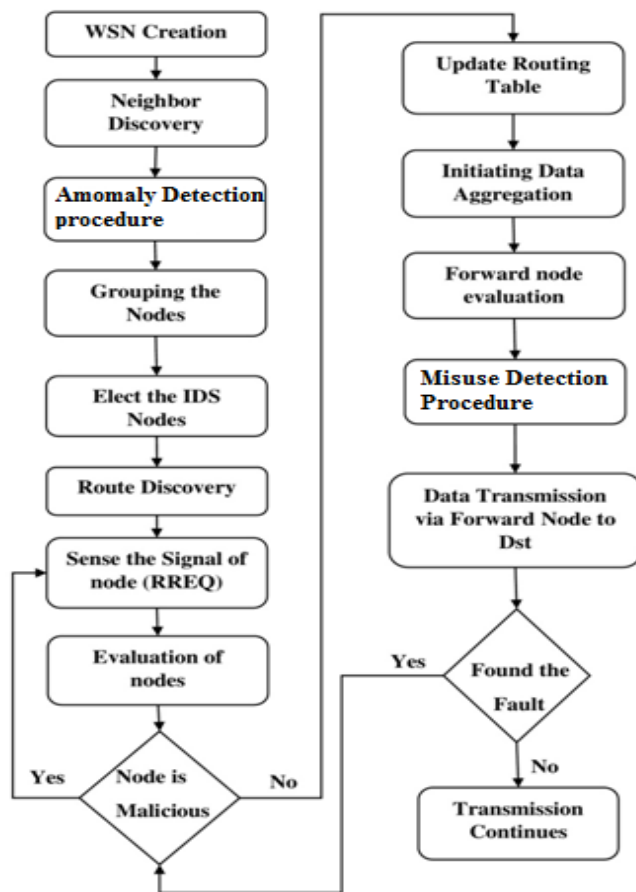 WSN Creation
Neighbor
Discovery
Amomaly Detection
procedure
Grouping the
Nodes
Elect the IDS
Nodes
Route Discovery
Sense the Signal of
node (RREQ)
Evaluation of
nodes
Yes
Node is
Malicious
No
Update Routing
Table
Initiating Data
Aggregation
Forward node
evaluation
Misuse Detection
Procedure
Data Transmission
via Forward Node to
Dst
Yes
Found the
Fault
No
Transmission
Continues